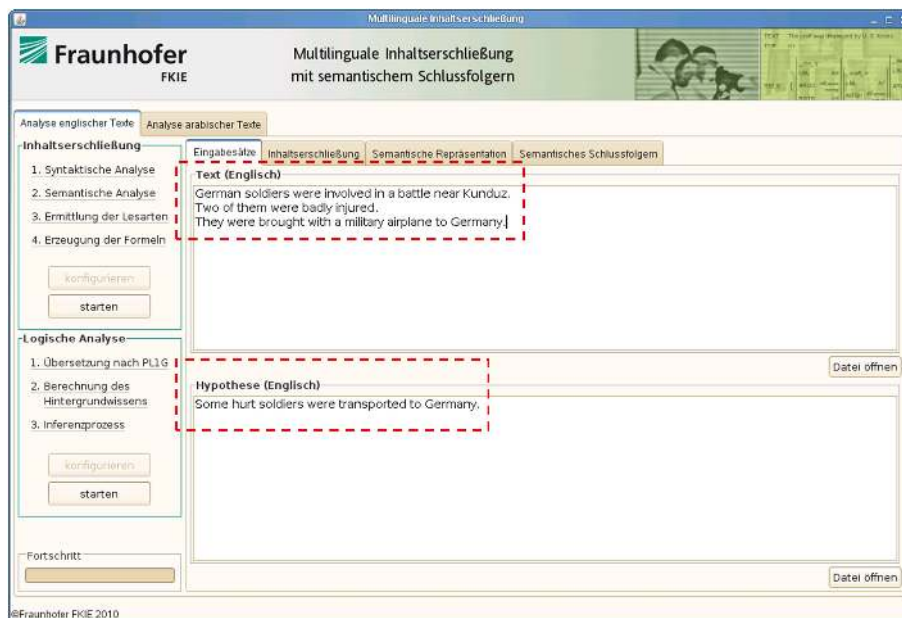 Multilinguale Inhaltserschließung
Fraunhofer
FKIE
Multilinguale Inhaltserschließung
mit semantischem Schlussfolgern
Analyse englischer Texte
Analyse arabischer Texte
Inhaltserschließung
1. Syntaktische Analyse
2. Semantische Analyse
3. Ermittlung der Lesarten
4. Erzeugung der Formeln
konfigurieren
starten
Logische Analyse
1. Übersetzung nach PL1G
2. Berechnung des
Hintergrundwissens
3. Inferenzprozess
konfigurieren
starten
Fortschritt
Eingabesätze
Inhaltserschließung
Semantische Repräsentation
Semantisches Schlussfolgern
Text (Englisch)
German soldiers were involved in a battle near Kunduz.
Two of them were badly injured.
They were brought with a military airplane to Germany.
Datei öffnen
Hypothese (Englisch)
Some hurt soldiers were transported to Germany.
Datei öffnen
©Fraunhofer FKIE 2010